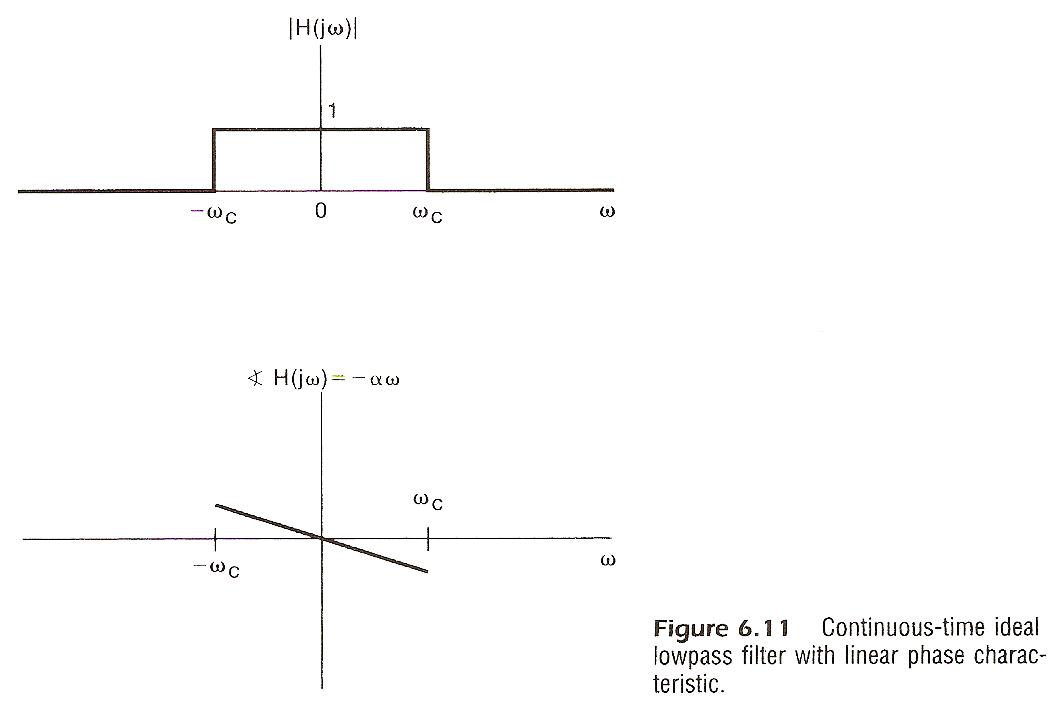 |H(jω)|
1
−ωC 0 ωC ω
∢ H(jω) = −αω
ωC
−ωC ω
Figure 6.11 Continuous-time ideal
lowpass filter with linear phase charac-
teristic.